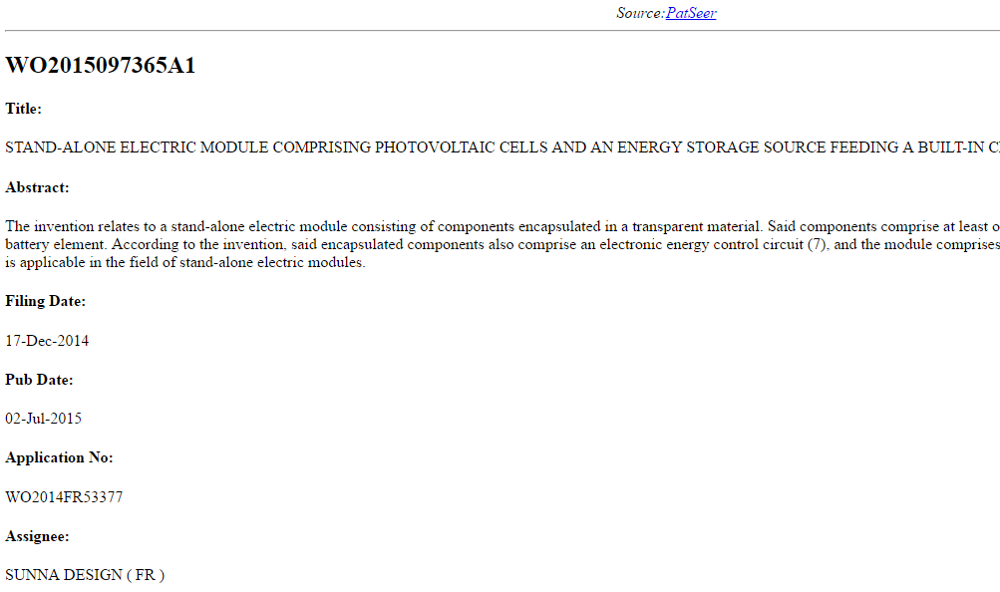 Source:PatSeer
WO2015097365A1
Title:
STAND-ALONE ELECTRIC MODULE COMPRISING PHOTOVOLTAIC CELLS AND AN ENERGY STORAGE SOURCE FEEDING A BUILT-IN
Abstract:
The invention relates to a stand-alone electric module consisting of components encapsulated in a transparent material. Said components comprise at least
battery element. According to the invention, said encapsulated components also comprise an electronic energy control circuit (7), and the module comprises
is applicable in the field of stand-alone electric modules.
Filing Date:
17-Dec-2014
Pub Date:
02-Jul-2015
Application No:
WO2014FR53377
Assignee:
SUNNA DESIGN ( FR )